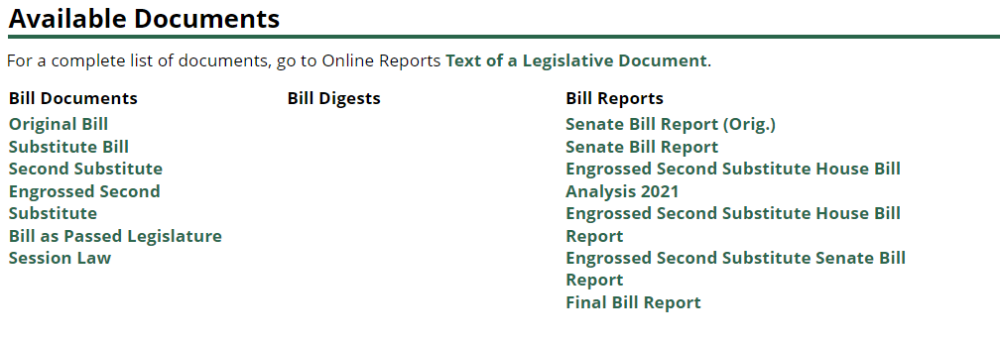 Available Documents
For a complete list of documents, go to Online Reports Text of a Legislative Document.
Bill Documents
Original Bill
Substitute Bill
Second Substitute
Engrossed Second
Substitute
Bill as Passed Legislature
Session Law
Bill Digests
Bill Reports
Senate Bill Report (Orig.)
Senate Bill Report
Engrossed Second Substitute House Bill
Analysis 2021
Engrossed Second Substitute House Bill
Report
Engrossed Second Substitute Senate Bill
Report
Final Bill Report